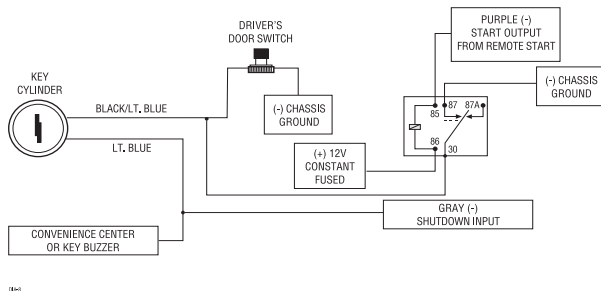 DRIVER'S
DOOR SWITCH
PURPLE (-)
START OUTPUT
FROM REMOTE START
KEY
CYLINDER
BLACK/LT. BLUE
(-) CHASSIS
GROUND
87
87A
85
(-) CHASSIS
GROUND
LT. BLUE
(+) 12V
CONSTANT
FUSED
86
30
GRAY (-)
SHUTDOWN INPUT
CONVENIENCE CENTER
OR KEY BUZZER